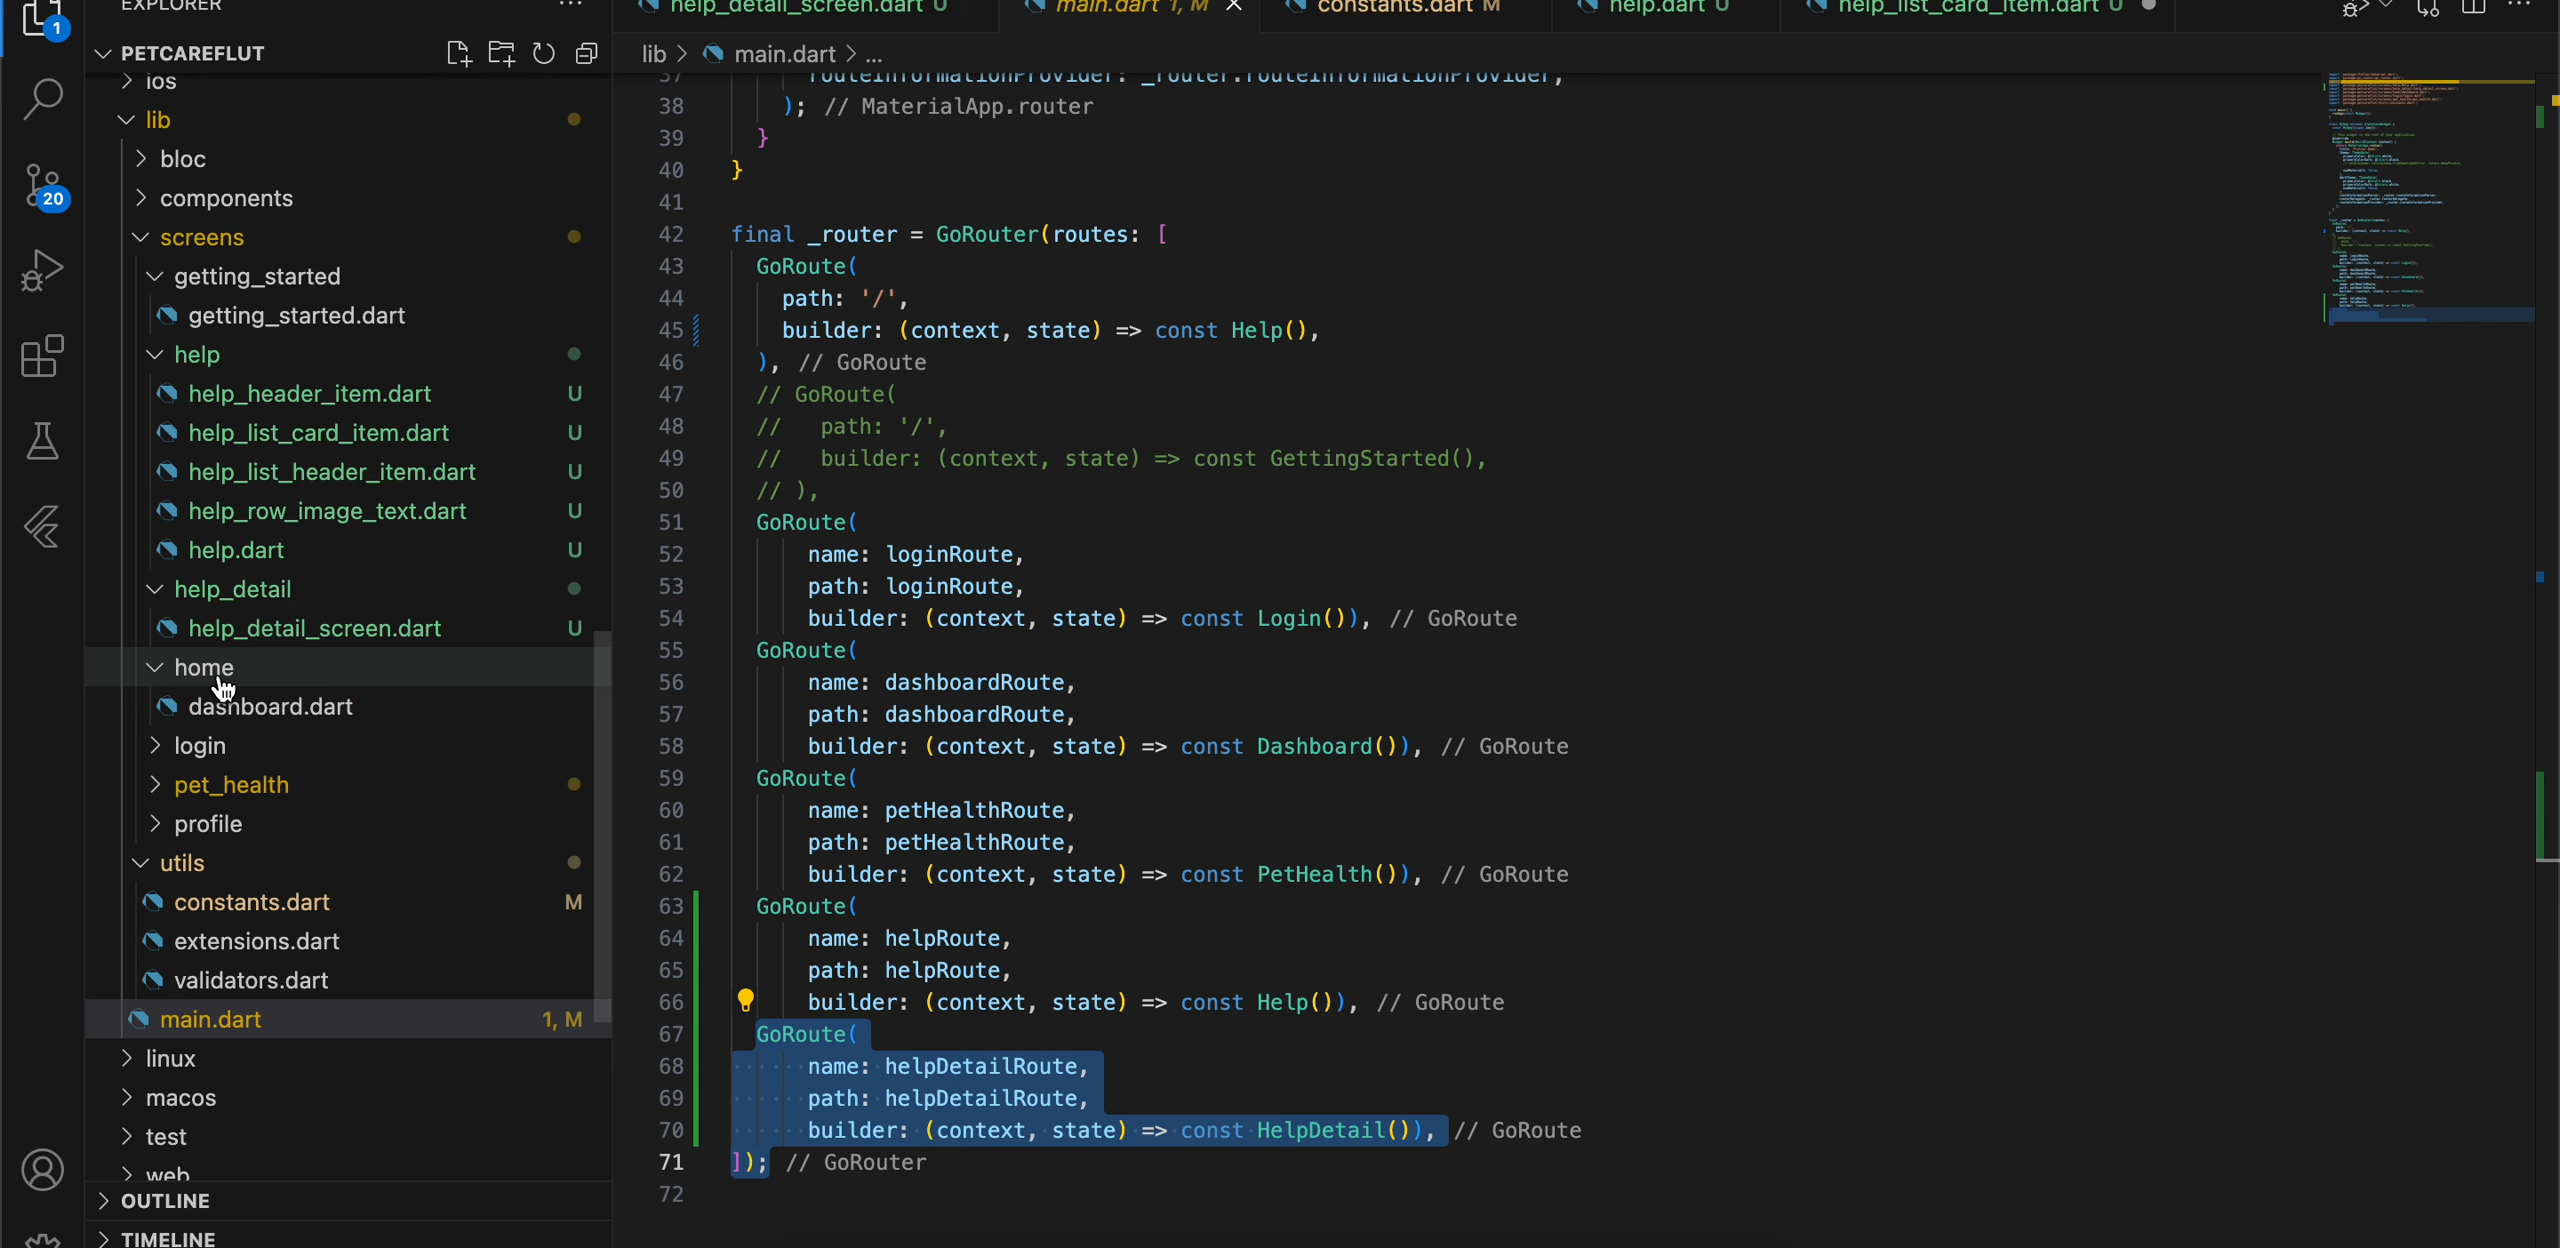 EXPLORER
help_detail_screen.dart U
main.dart 1, M
constants.dart M
help.dart U
help_list_card_item.dart U
1
PETCAREFLUT
lib > main.dart > ...
ios
lib
bloc
components
20
screens
getting_started
getting_started.dart
help
help_header_item.dart U
help_list_card_item.dart U
help_list_header_item.dart U
help_row_image_text.dart U
help.dart U
help_detail
help_detail_screen.dart U
home
dashboard.dart
login
pet_health
profile
utils
constants.dart M
extensions.dart
validators.dart
main.dart 1, M
linux
macos
test
web
OUTLINE
TIMELINE
37 routeInformationProvider: _router.routeInformationProvider,
38 ); // MaterialApp.router
39 }
40 }
41
42 final _router = GoRouter(routes: [
43 GoRoute(
44 path: '/',
45 builder: (context, state) => const Help(),
46 ), // GoRoute
47 // GoRoute(
48 //   path: '/',
49 //   builder: (context, state) => const GettingStarted(),
50 // ),
51 GoRoute(
52 name: loginRoute,
53 path: loginRoute,
54 builder: (context, state) => const Login()), // GoRoute
55 GoRoute(
56 name: dashboardRoute,
57 path: dashboardRoute,
58 builder: (context, state) => const Dashboard()), // GoRoute
59 GoRoute(
60 name: petHealthRoute,
61 path: petHealthRoute,
62 builder: (context, state) => const PetHealth()), // GoRoute
63 GoRoute(
64 name: helpRoute,
65 path: helpRoute,
66 builder: (context, state) => const Help()), // GoRoute
67 GoRoute(
68 name: helpDetailRoute,
69 path: helpDetailRoute,
70 builder: (context, state) => const HelpDetail()), // GoRoute
71 ]); // GoRouter
72